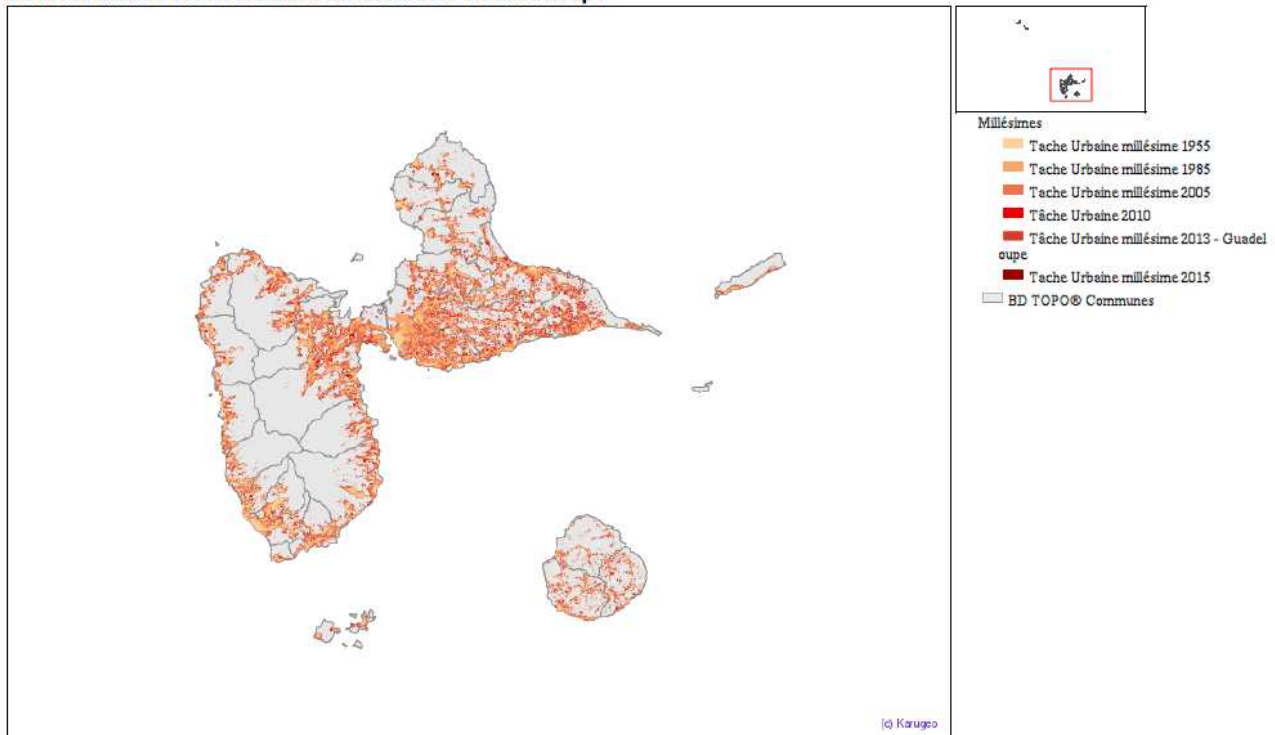 (c) Karugeo
Millésimes
Tache Urbaine millésime 1955
Tache Urbaine millésime 1985
Tache Urbaine millésime 2005
Tâche Urbaine 2010
Tâche Urbaine millésime 2013 - Guadel
oupe
Tache Urbaine millésime 2015
BD TOPO® Communes